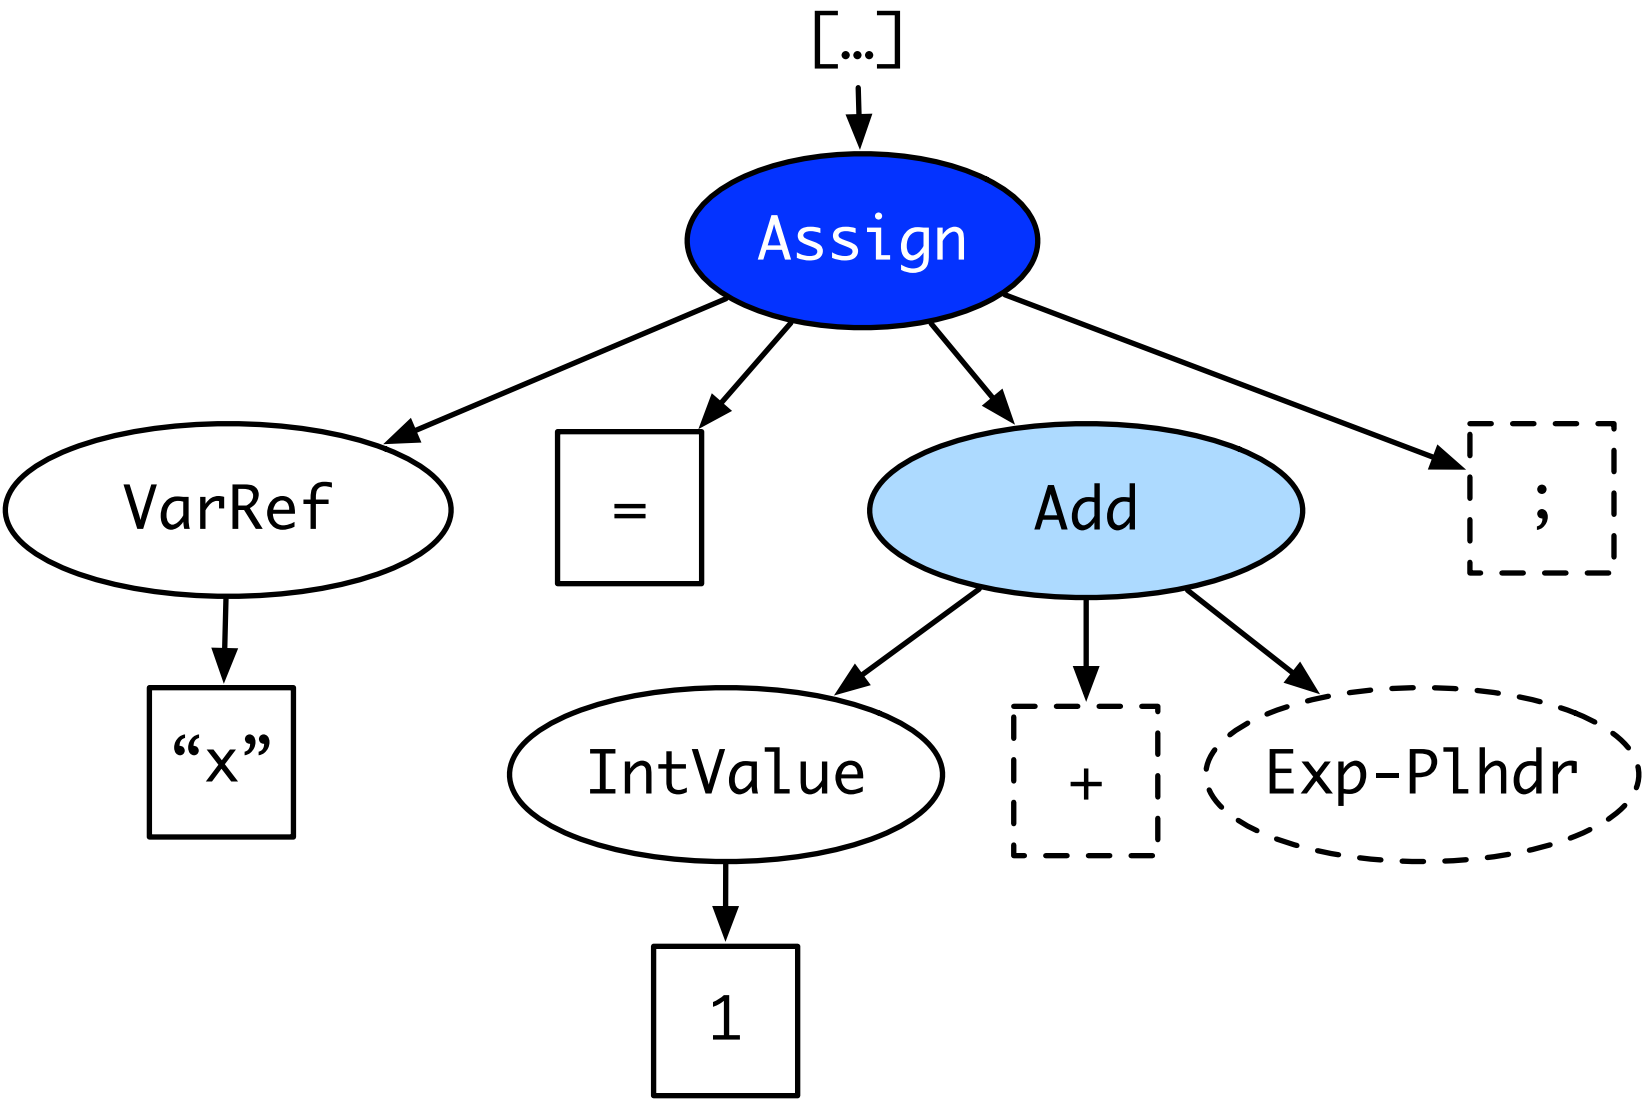 […]
Assign
VarRef
=
Add
;
“x”
IntValue
+
Exp-Plhdr
1